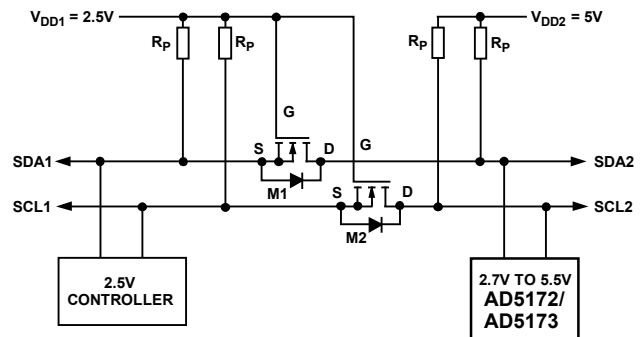 VDD1 = 2.5V
VDD2 = 5V
RP
RP
RP
RP
G
G
S
D
SDA1
SDA2
M1
S
D
SCL1
SCL2
M2
2.5V
CONTROLLER
2.7V TO 5.5V
AD5172/
AD5173